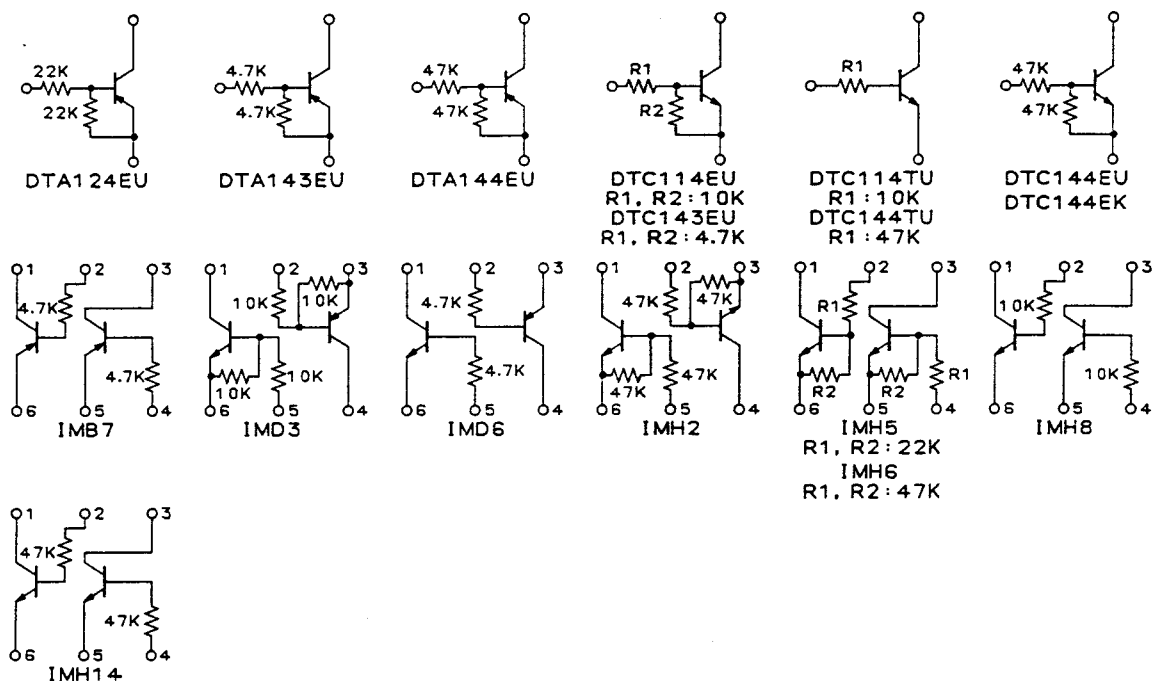 22K
22K
DTA124EU
4.7K
4.7K
DTA143EU
47K
47K
DTA144EU
R1
R2
DTC114EU
R1, R2:10K
DTC143EU
R1, R2:4.7K
R1
DTC114TU
R1:10K
DTC144TU
R1:47K
47K
47K
DTC144EU
DTC144EK
1 2 3
4.7K
4.7K
6 5 4
IMB7
1 2 3
10K 10K
10K 10K
6 5 4
IMD3
1 2 3
4.7K
4.7K
6 5 4
IMD6
1 2 3
47K 47K
47K 47K
6 5 4
IMH2
1 2 3
R1
R2 R2 R1
6 5 4
IMH5
R1, R2:22K
IMH6
R1, R2:47K
1 2 3
10K
10K
6 5 4
IMH8
1 2 3
47K
47K
6 5 4
IMH14